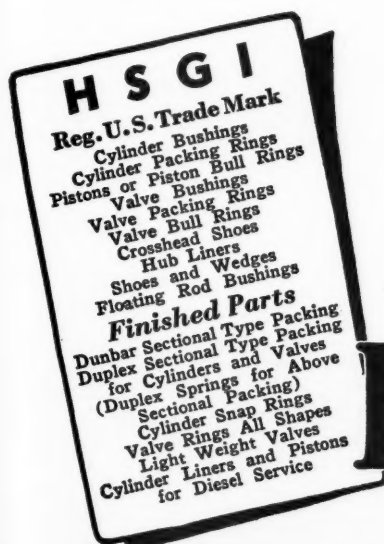 HSGI
Reg. U.S. Trade Mark
Cylinder Bushings
Cylinder Packing Rings
Pistons or Piston Bull Rings
Valve Bushings
Valve Packing Rings
Valve Bull Rings
Crosshead Shoes
Hub Liners
Shoes and Wedges
Floating Rod Bushings
Finished Parts
Dunbar Sectional Type Packing
Duplex Sectional Type Packing
for Cylinders and Valves
(Duplex Springs for Above
Sectional Packing)
Cylinder Snap Rings
Valve Rings All Shapes
Light Weight Valves
Cylinder Liners and Pistons
for Diesel Service